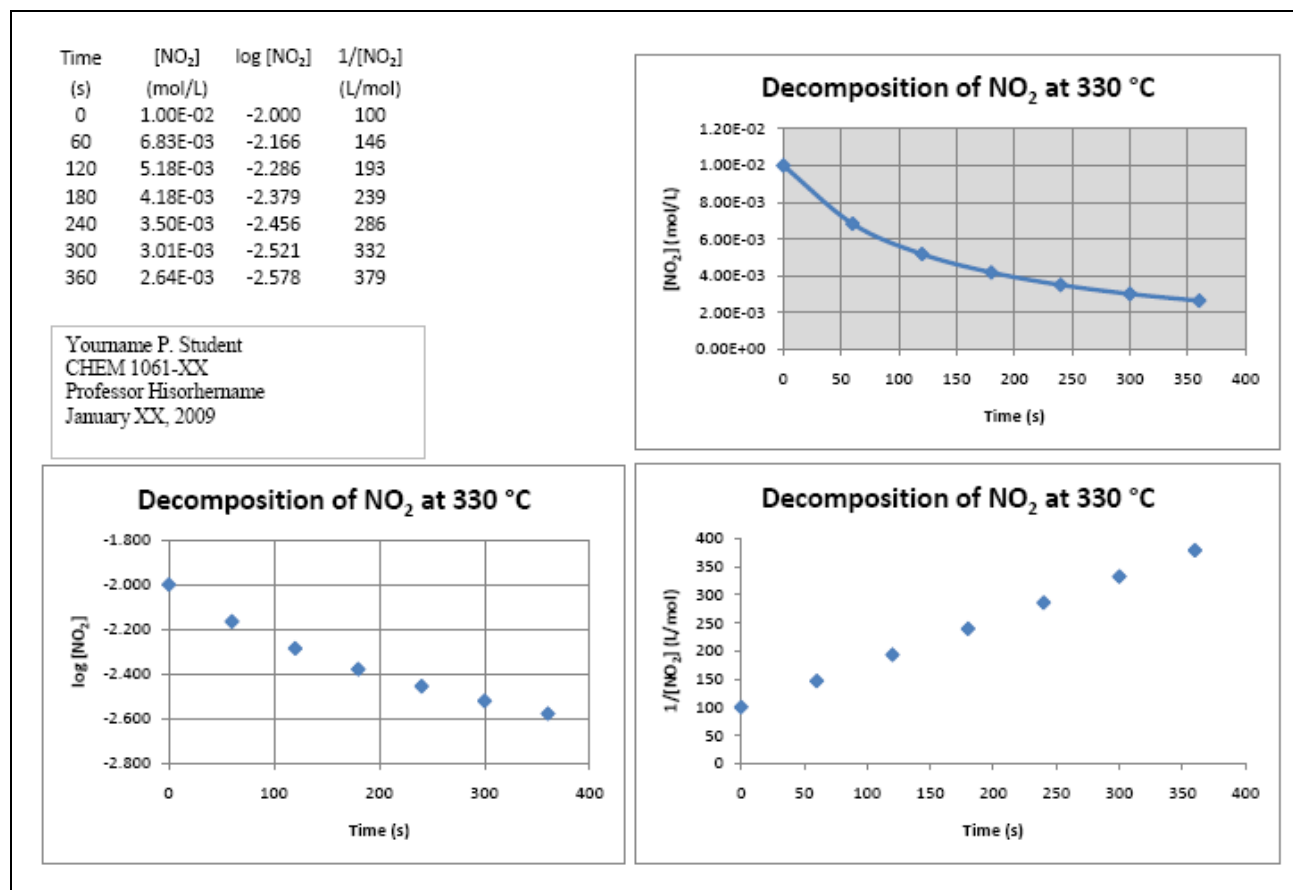 Time [NO₂] log [NO₂] 1/[NO₂]
(s) (mol/L) (L/mol)
0 1.00E-02 -2.000 100
60 6.83E-03 -2.166 146
120 5.18E-03 -2.286 193
180 4.18E-03 -2.379 239
240 3.50E-03 -2.456 286
300 3.01E-03 -2.521 332
360 2.64E-03 -2.578 379
Yourname P. Student
CHEM 1061-XX
Professor Hisorhername
January XX, 2009
Decomposition of NO₂ at 330 °C
[NO₂] (mol/L)
1.20E-02
1.00E-02
8.00E-03
6.00E-03
4.00E-03
2.00E-03
0.00E+00
0 50 100 150 200 250 300 350 400
Time (s)
Decomposition of NO₂ at 330 °C
log [NO₂]
-1.800
-2.000
-2.200
-2.400
-2.600
-2.800
0 100 200 300 400
Time (s)
Decomposition of NO₂ at 330 °C
1/[NO₂] (L/mol)
400
350
300
250
200
150
100
50
0
0 50 100 150 200 250 300 350 400
Time (s)